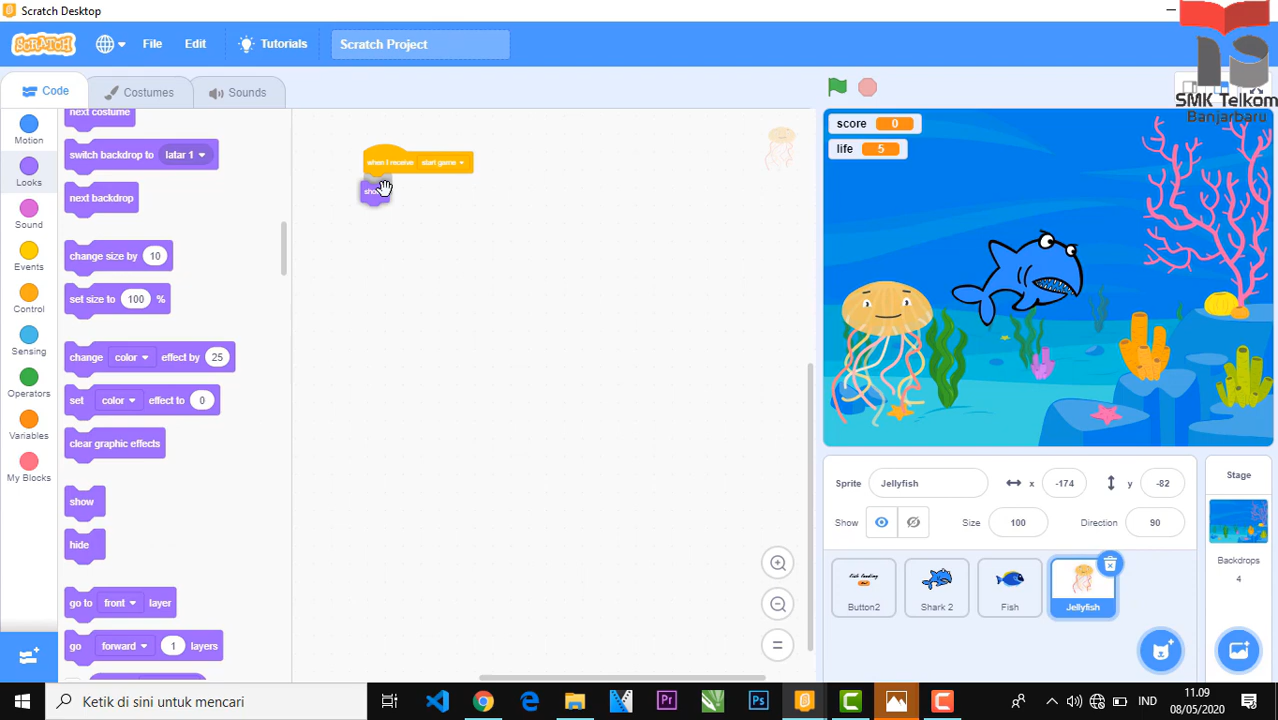 Scratch Desktop
SCRATCH
File
Edit
Tutorials
Scratch Project
SMK Telkom
Banjarbaru
Code
Costumes
Sounds
Motion
Looks
Sound
Events
Control
Sensing
Operators
Variables
My Blocks
next costume
switch backdrop to latar 1
next backdrop
change size by 10
set size to 100 %
change color effect by 25
set color effect to 0
clear graphic effects
show
hide
go to front layer
go forward 1 layers
when I receive start game
score 0
life 5
Sprite Jellyfish x -174 y -82
Show Size 100 Direction 90
Stage
Backdrops
4
Fish feeding
Button2
Shark 2
Fish
Jellyfish
Ketik di sini untuk mencari
Pr
Ps
IND
11.09
08/05/2020